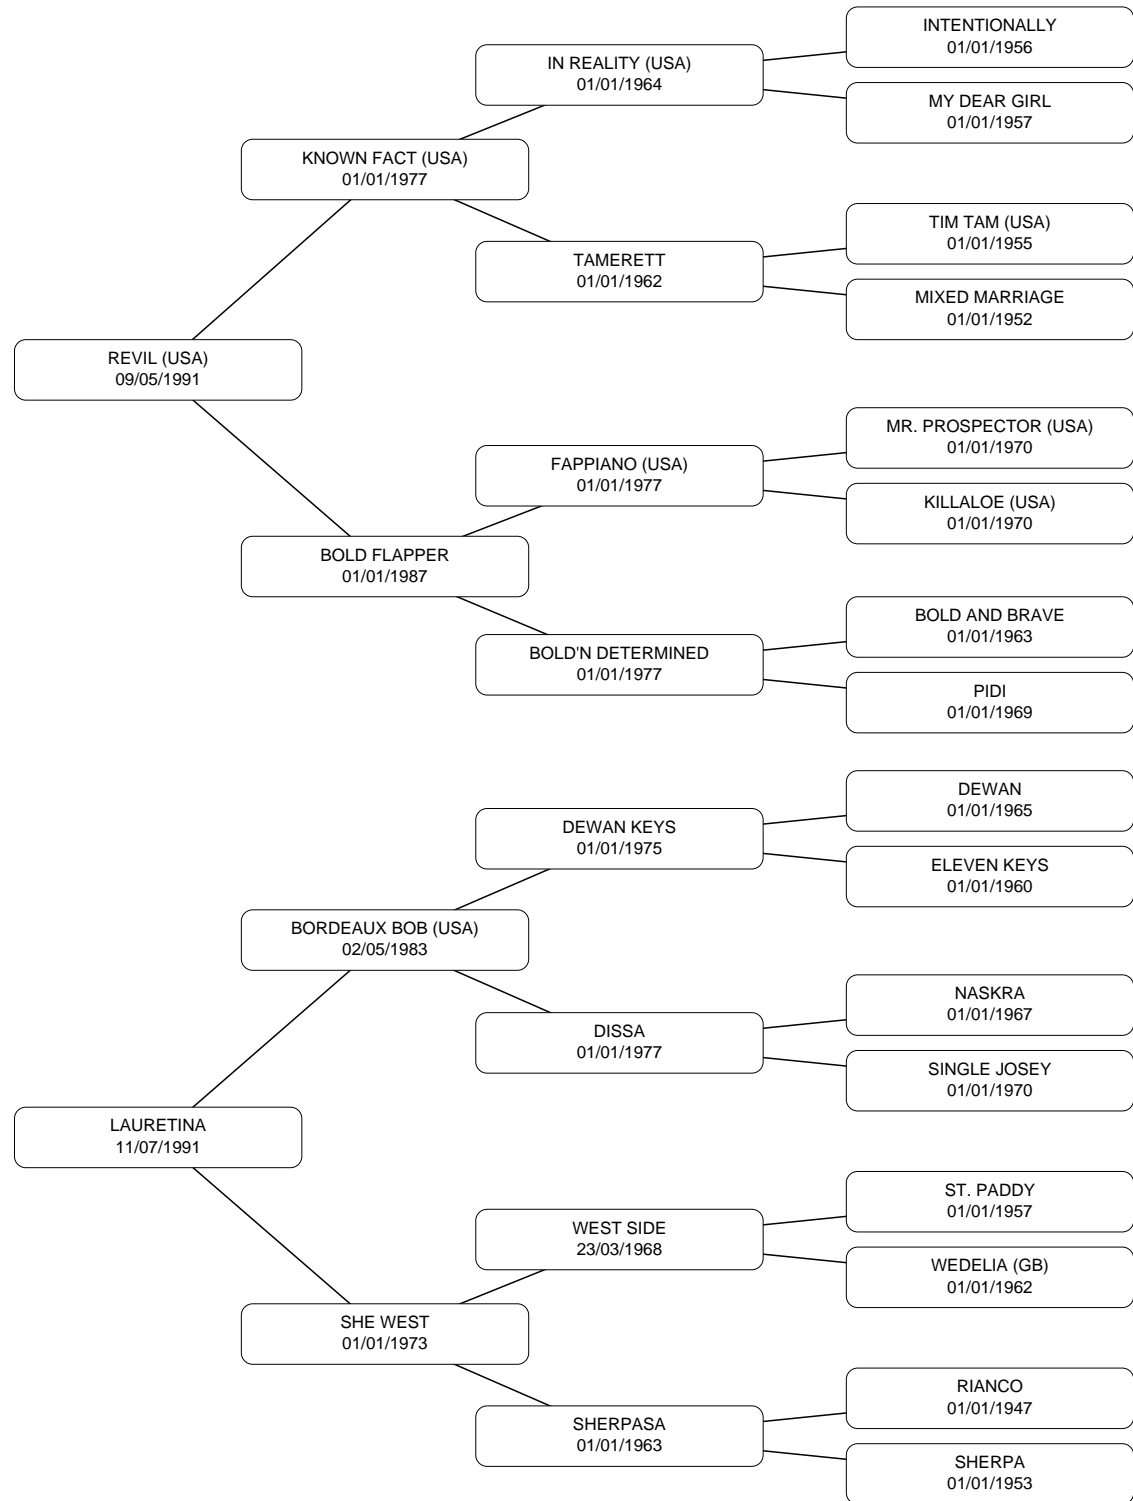 INTENTIONALLY
01/01/1956
IN REALITY (USA)
01/01/1964
MY DEAR GIRL
01/01/1957
KNOWN FACT (USA)
01/01/1977
TIM TAM (USA)
01/01/1955
TAMERETT
01/01/1962
MIXED MARRIAGE
01/01/1952
REVIL (USA)
09/05/1991
MR. PROSPECTOR (USA)
01/01/1970
FAPPIANO (USA)
01/01/1977
KILLALOE (USA)
01/01/1970
BOLD FLAPPER
01/01/1987
BOLD AND BRAVE
01/01/1963
BOLD'N DETERMINED
01/01/1977
PIDI
01/01/1969
DEWAN
01/01/1965
DEWAN KEYS
01/01/1975
ELEVEN KEYS
01/01/1960
BORDEAUX BOB (USA)
02/05/1983
NASKRA
01/01/1967
DISSA
01/01/1977
SINGLE JOSEY
01/01/1970
LAURETINA
11/07/1991
ST. PADDY
01/01/1957
WEST SIDE
23/03/1968
WEDELIA (GB)
01/01/1962
SHE WEST
01/01/1973
RIANCO
01/01/1947
SHERPASA
01/01/1963
SHERPA
01/01/1953